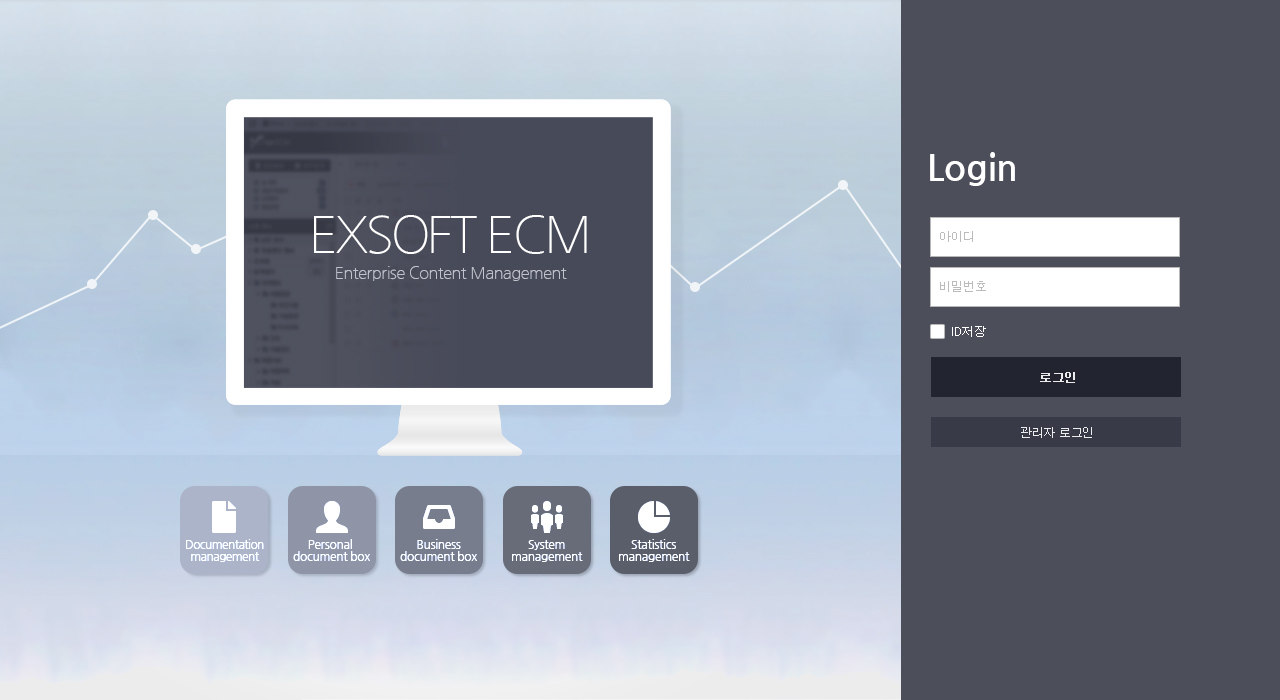 EXSOFT ECM
Enterprise Content Management
Documentation
management
Personal
document box
Business
document box
System
management
Statistics
management
Login
아이디
비밀번호
ID저장
로그인
관리자 로그인